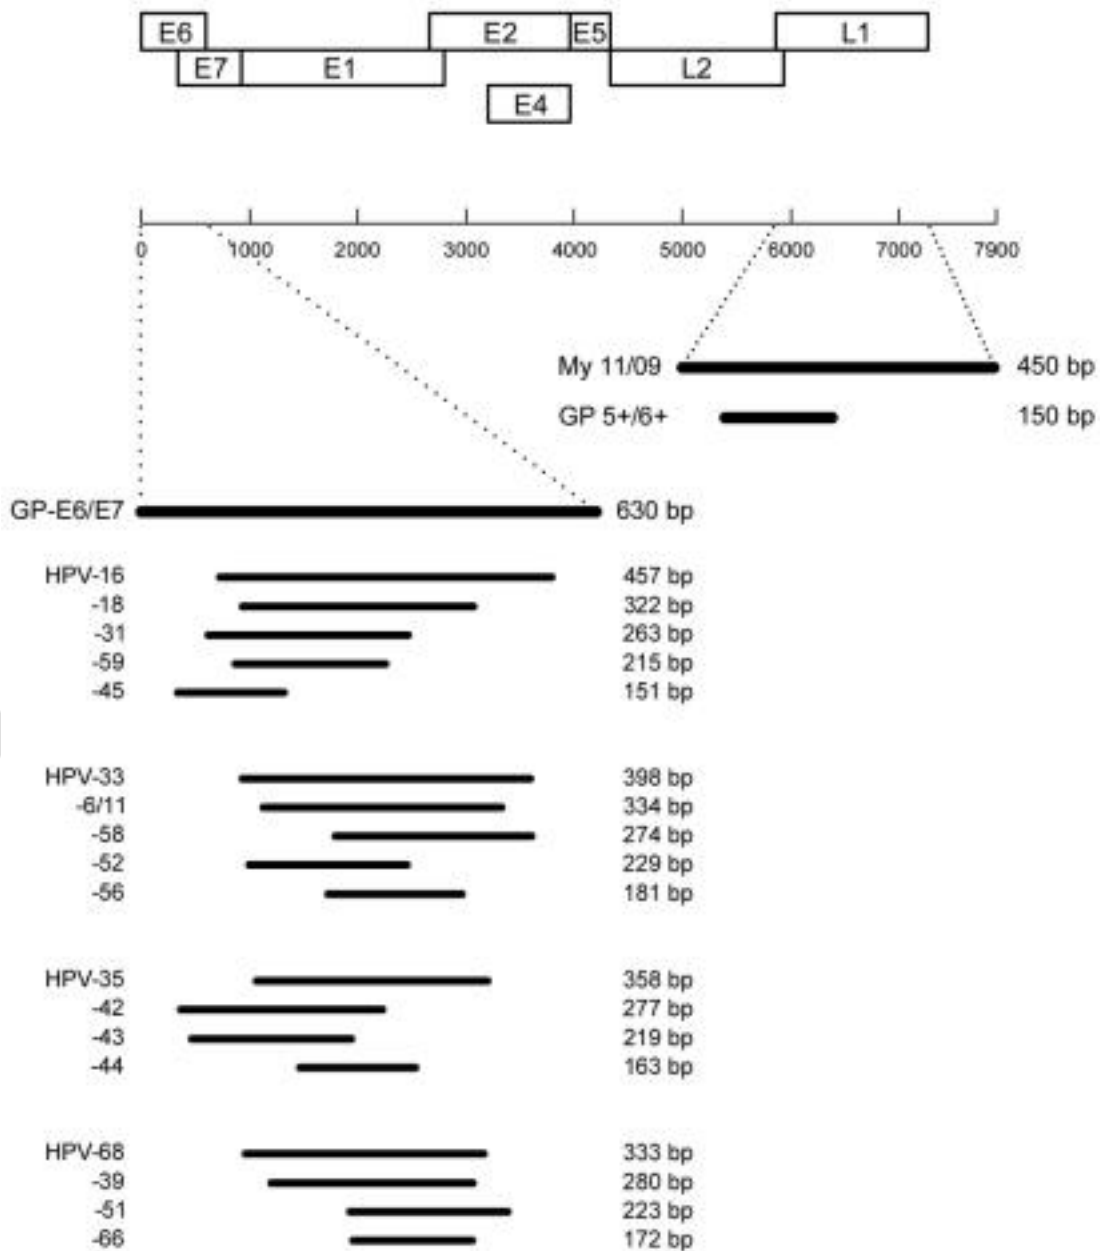 E6 E2 E5 L1
E7 E1 L2
E4
0 1000 2000 3000 4000 5000 6000 7000 7900
My 11/09 450 bp
GP 5+/6+ 150 bp
GP-E6/E7 630 bp
HPV-16 457 bp
-18 322 bp
-31 263 bp
-59 215 bp
-45 151 bp
HPV-33 398 bp
-6/11 334 bp
-58 274 bp
-52 229 bp
-56 181 bp
HPV-35 358 bp
-42 277 bp
-43 219 bp
-44 163 bp
HPV-68 333 bp
-39 280 bp
-51 223 bp
-66 172 bp